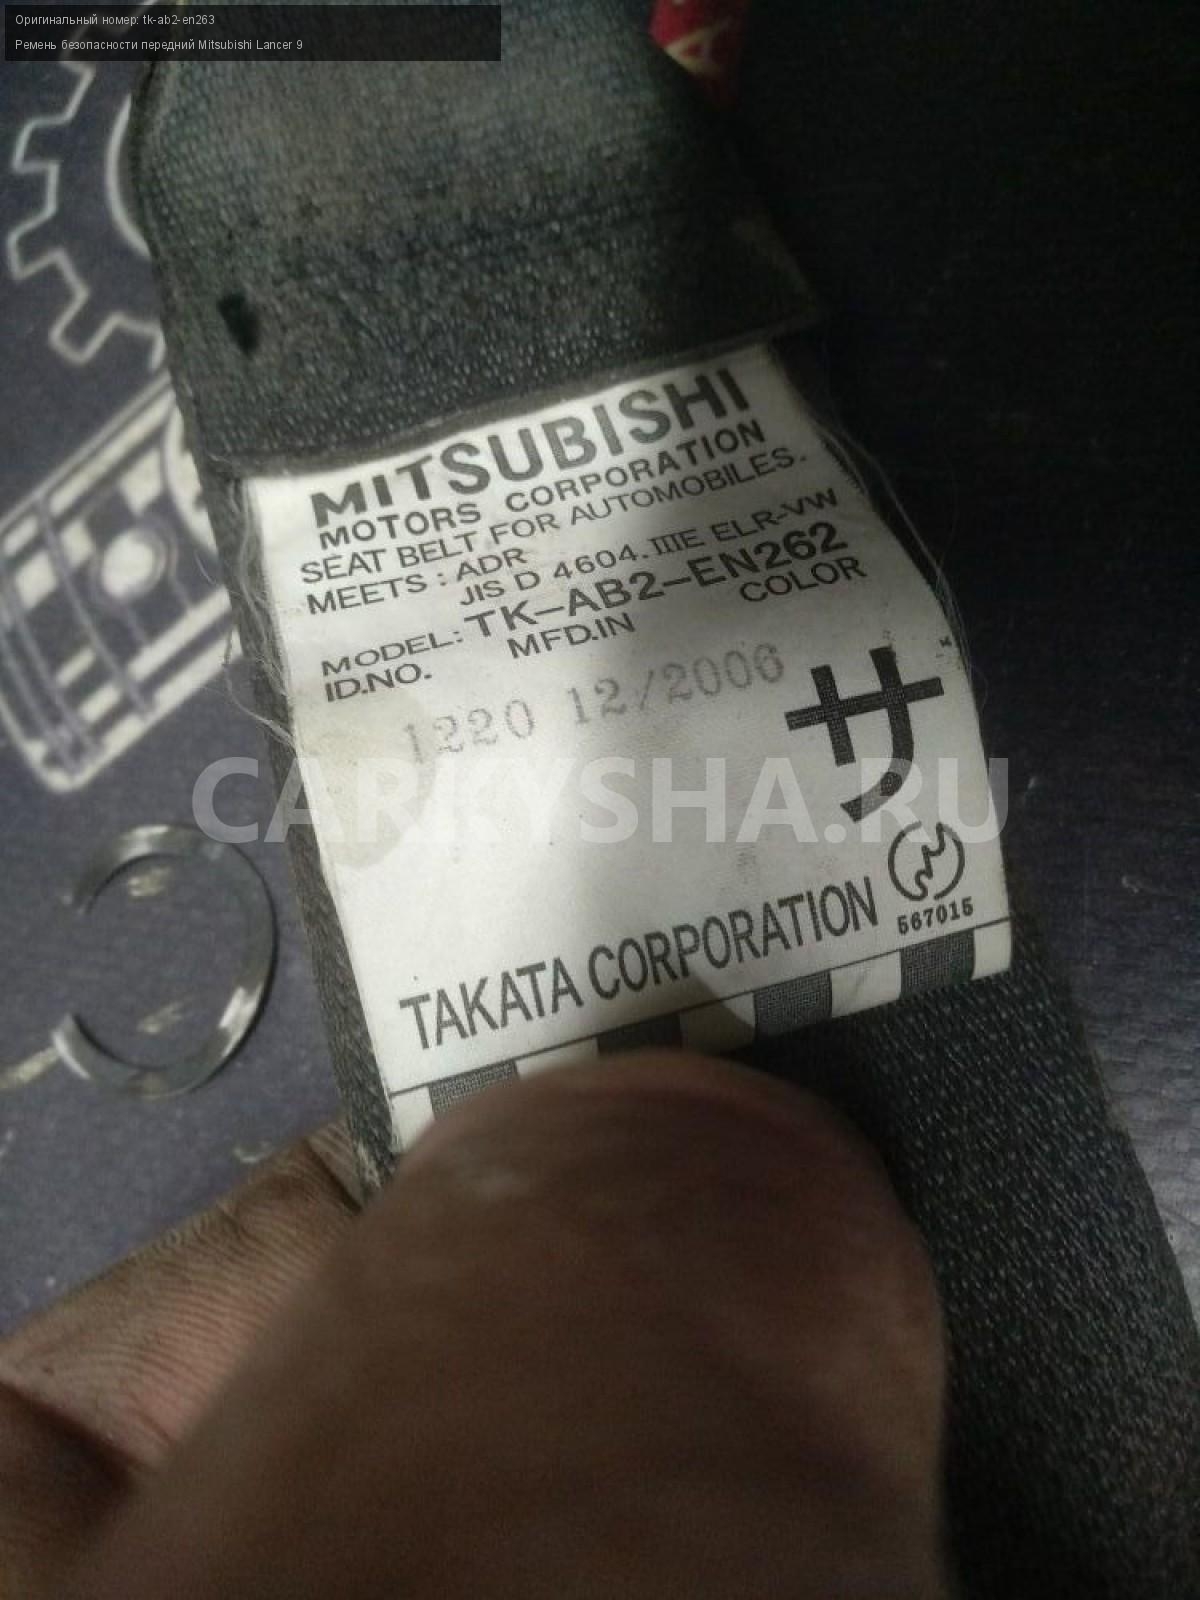 Оригинальный номер: tk-ab2-en263
Ремень безопасности передний Mitsubishi Lancer 9
MITSUBISHI
MOTORS CORPORATION
SEAT BELT FOR AUTOMOBILES.
MEETS : ADR
JIS D 4604. IIIE ELR-VW
MODEL: TK-AB2-EN262
ID.NO. MFD.IN COLOR
1220 12/2006
サ
CARKYSHA.RU
567015
TAKATA CORPORATION